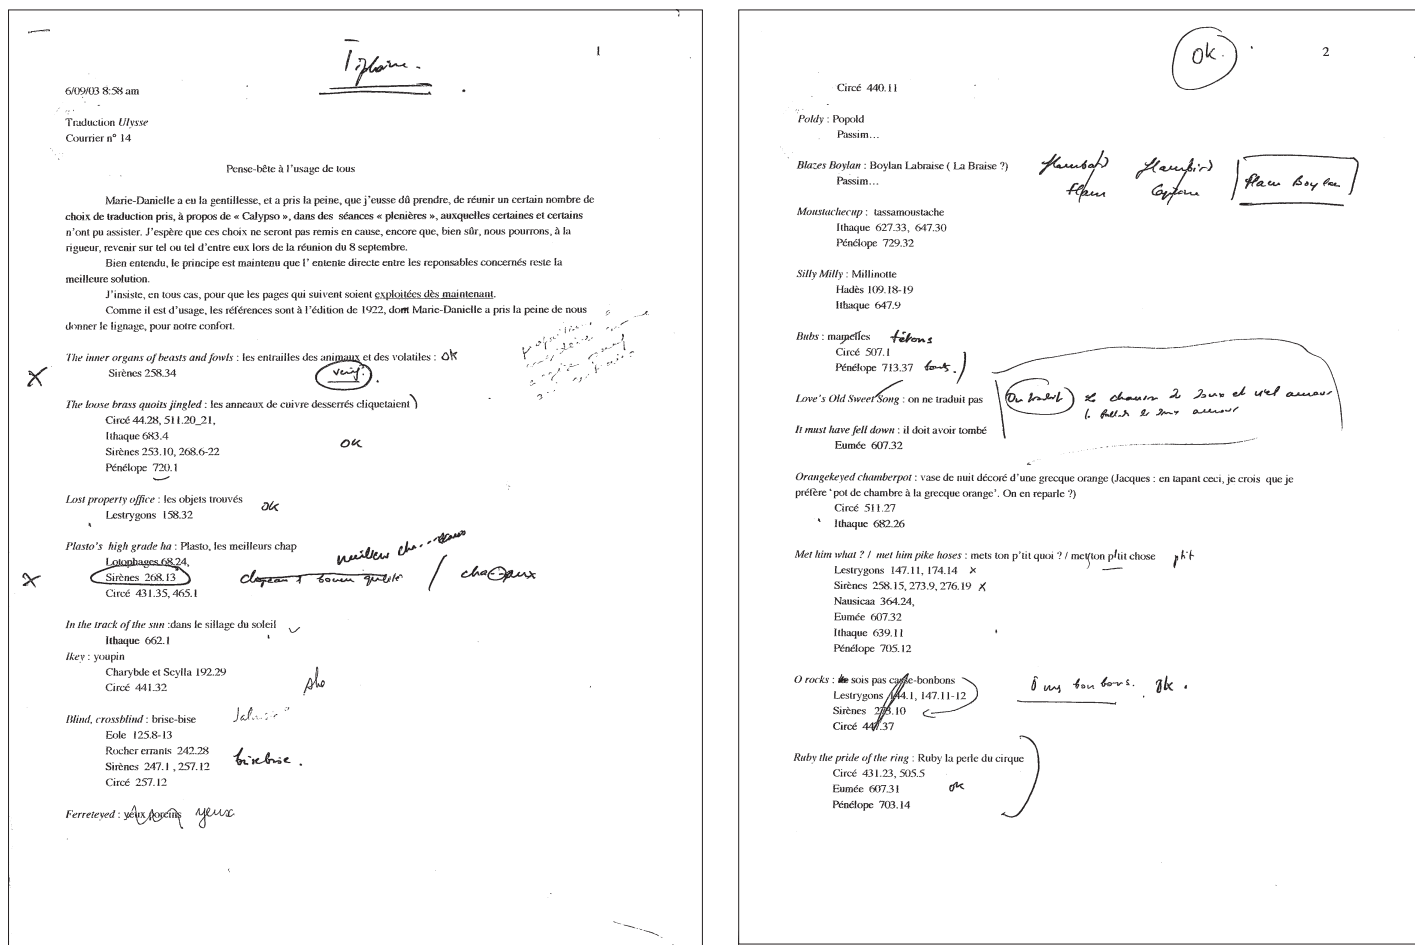 1
Tiphaine.
6/09/03 8:58 am
Traduction Ulysse
Courrier n° 14
Pense-bête à l'usage de tous
Marie-Danielle a eu la gentillesse, et a pris la peine, que j'eusse dû prendre, de réunir un certain nombre de
choix de traduction pris, à propos de « Calypso », dans des séances « plenières », auxquelles certaines et certains
n'ont pu assister. J'espère que ces choix ne seront pas remis en cause, encore que, bien sûr, nous pourrons, à la
rigueur, revenir sur tel ou tel d'entre eux lors de la réunion du 8 septembre.
Bien entendu, le principe est maintenu que l' entente directe entre les reponsables concernés reste la
meilleure solution.
J'insiste, en tous cas, pour que les pages qui suivent soient exploitées dès maintenant.
Comme il est d'usage, les références sont à l'édition de 1922, dont Marie-Danielle a pris la peine de nous
donner le lignage, pour notre confort.
The inner organs of beasts and fowls : les entrailles des animaux et des volatiles : ok
X Sirènes 258.34 verif.
The loose brass quoits jingled : les anneaux de cuivre desserrés cliquetaient )
Circé 44.28, 511.20_21,
Ithaque 683.4
Sirènes 253.10, 268.6-22 OK
Pénélope 720.1
Lost property office : les objets trouvés OK
Lestrygons 158.32
Plasto's high grade ha : Plasto, les meilleurs chap
Lotophages 68.24,
X Sirènes 268.13 / chapeaux
Circé 431.35, 465.1
In the track of the sun :dans le sillage du soleil
Ithaque 662.1
Ikey : youpin
Charybde et Scylla 192.29
Circé 441.32
Blind, crossblind : brise-bise
Eole 125.8-13
Rocher errants 242.28
Sirènes 247.1 , 257.12 brisebise.
Circé 257.12
Ferreteyed : yeux porcins yeux
OK.
2
Circé 440.11
Poldy : Popold
Passim…
Blazes Boylan : Boylan Labraise ( La Braise ?) Flam Boylan
Passim…
Moustachecup : tassamoustache
Ithaque 627.33, 647.30
Pénélope 729.32
Silly Milly : Millinotte
Hadès 109.18-19
Ithaque 647.9
Bubs : mamelles tétons
Circé 507.1
Pénélope 713.37
Love's Old Sweet Song : on ne traduit pas On traduit
It must have fell down : il doit avoir tombé
Eumée 607.32
Orangekeyed chamberpot : vase de nuit décoré d'une grecque orange (Jacques : en tapant ceci, je crois que je
préfère 'pot de chambre à la grecque orange'. On en reparle ?)
Circé 511.27
Ithaque 682.26
Met him what ? / met him pike hoses : mets ton p'tit quoi ? / met ton p'tit chose ptit
Lestrygons 147.11, 174.14 x
Sirènes 258.15, 273.9, 276.19 X
Nausicaa 364.24,
Eumée 607.32
Ithaque 639.11
Pénélope 705.12
O rocks : sois pas casse-bonbons Ô mes bonbons. Ok.
Lestrygons 144.1, 147.11-12
Sirènes 273.10
Circé 447.37
Ruby the pride of the ring : Ruby la perle du cirque
Circé 431.23, 505.5
Eumée 607.31 OK
Pénélope 703.14